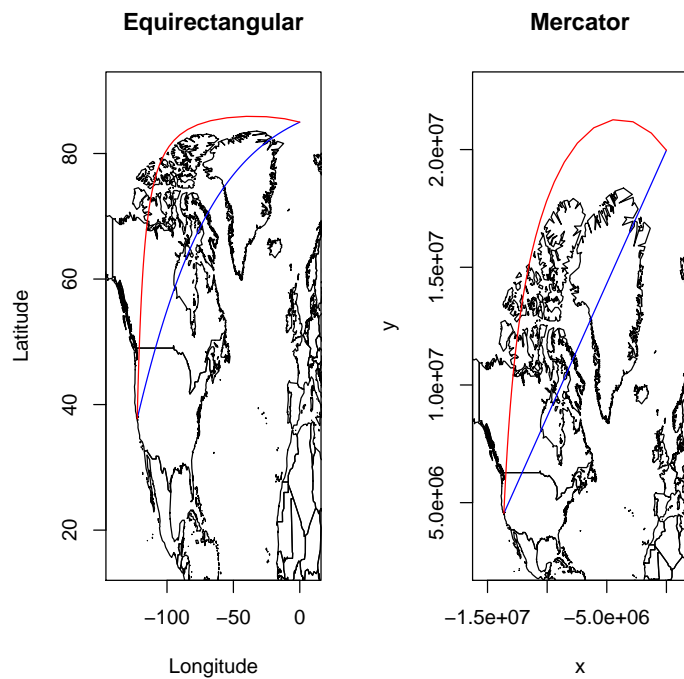 Equirectangular
Latitude
80
60
40
20
−100
−50
0
Longitude
Mercator
y
2.0e+07
1.5e+07
1.0e+07
5.0e+06
−1.5e+07
−5.0e+06
x